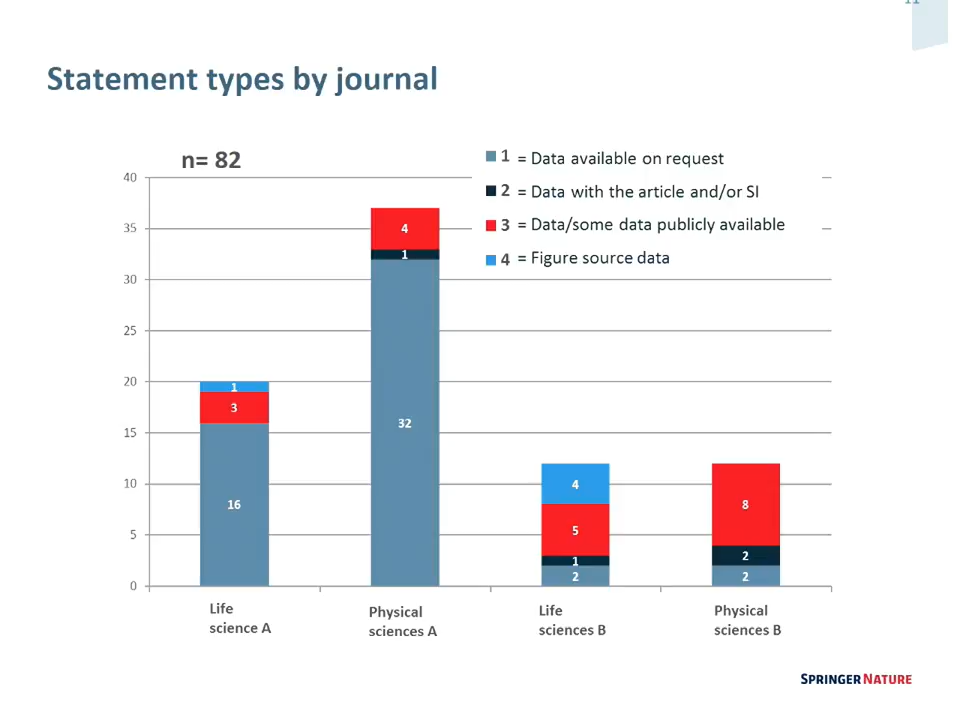 11
Statement types by journal
n= 82
1 = Data available on request
2 = Data with the article and/or SI
3 = Data/some data publicly available
4 = Figure source data
40
35
30
25
20
15
10
5
0
1
3
16
4
1
32
4
5
1
2
8
2
2
Life
science A
Physical
sciences A
Life
sciences B
Physical
sciences B
SPRINGER NATURE